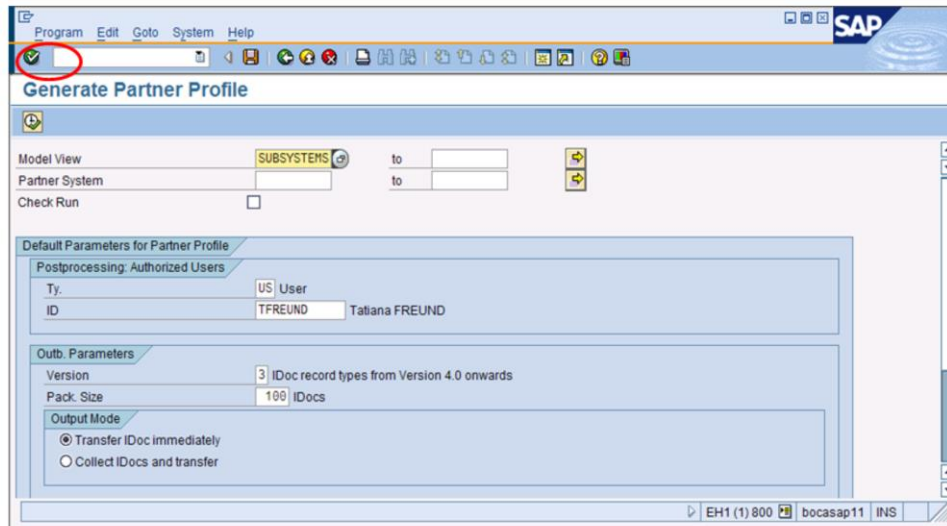 Program Edit Goto System Help
SAP
Generate Partner Profile
Model View SUBSYSTEMS to
Partner System to
Check Run
Default Parameters for Partner Profile
Postprocessing: Authorized Users
Ty. US User
ID TFREUND Tatiana FREUND
Outb. Parameters
Version 3 IDoc record types from Version 4.0 onwards
Pack. Size 100 IDocs
Output Mode
Transfer IDoc immediately
Collect IDocs and transfer
EH1 (1) 800 bocasap11 INS